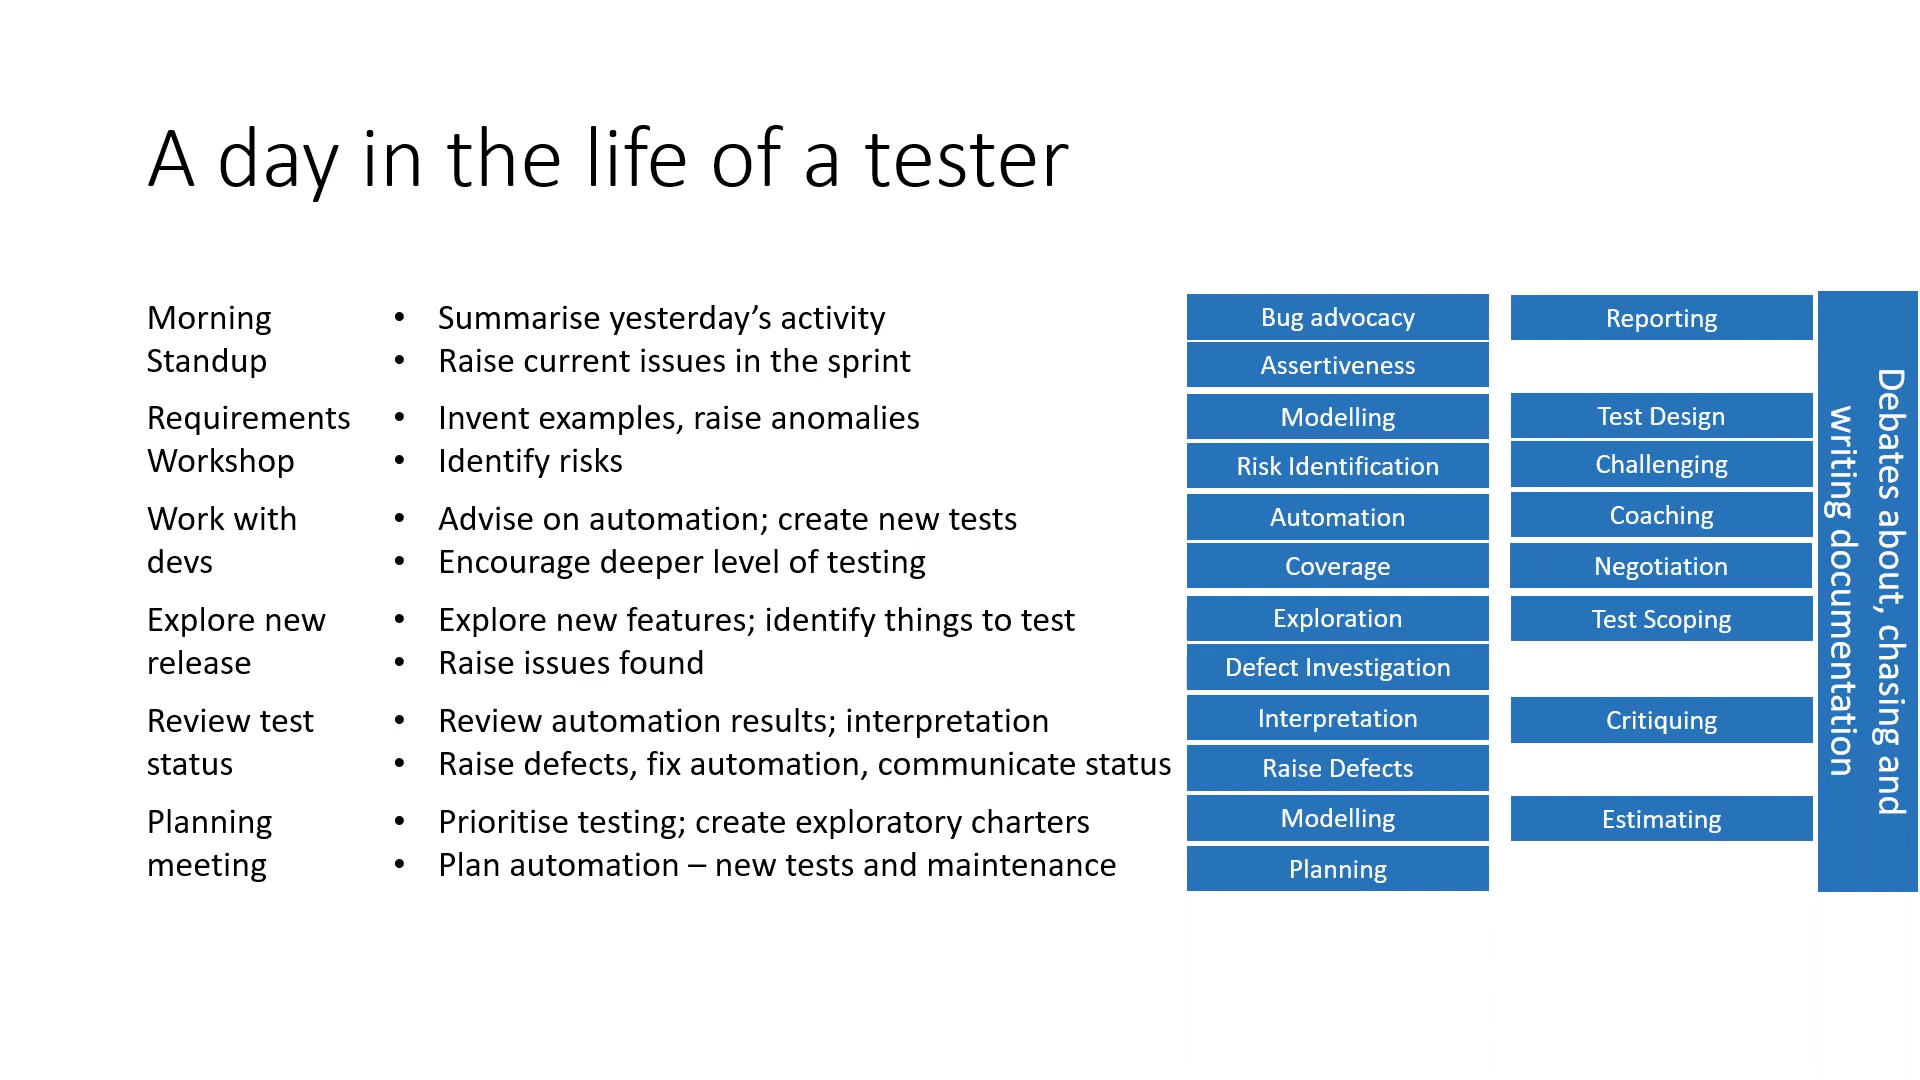 A day in the life of a tester
Morning Standup
• Summarise yesterday’s activity
• Raise current issues in the sprint
Bug advocacy
Reporting
Assertiveness
Requirements Workshop
• Invent examples, raise anomalies
• Identify risks
Modelling
Test Design
Risk Identification
Challenging
Work with devs
• Advise on automation; create new tests
• Encourage deeper level of testing
Automation
Coaching
Coverage
Negotiation
Explore new release
• Explore new features; identify things to test
• Raise issues found
Exploration
Test Scoping
Defect Investigation
Review test status
• Review automation results; interpretation
• Raise defects, fix automation, communicate status
Interpretation
Critiquing
Raise Defects
Planning meeting
• Prioritise testing; create exploratory charters
• Plan automation – new tests and maintenance
Modelling
Estimating
Planning
Debates about, chasing and
writing documentation